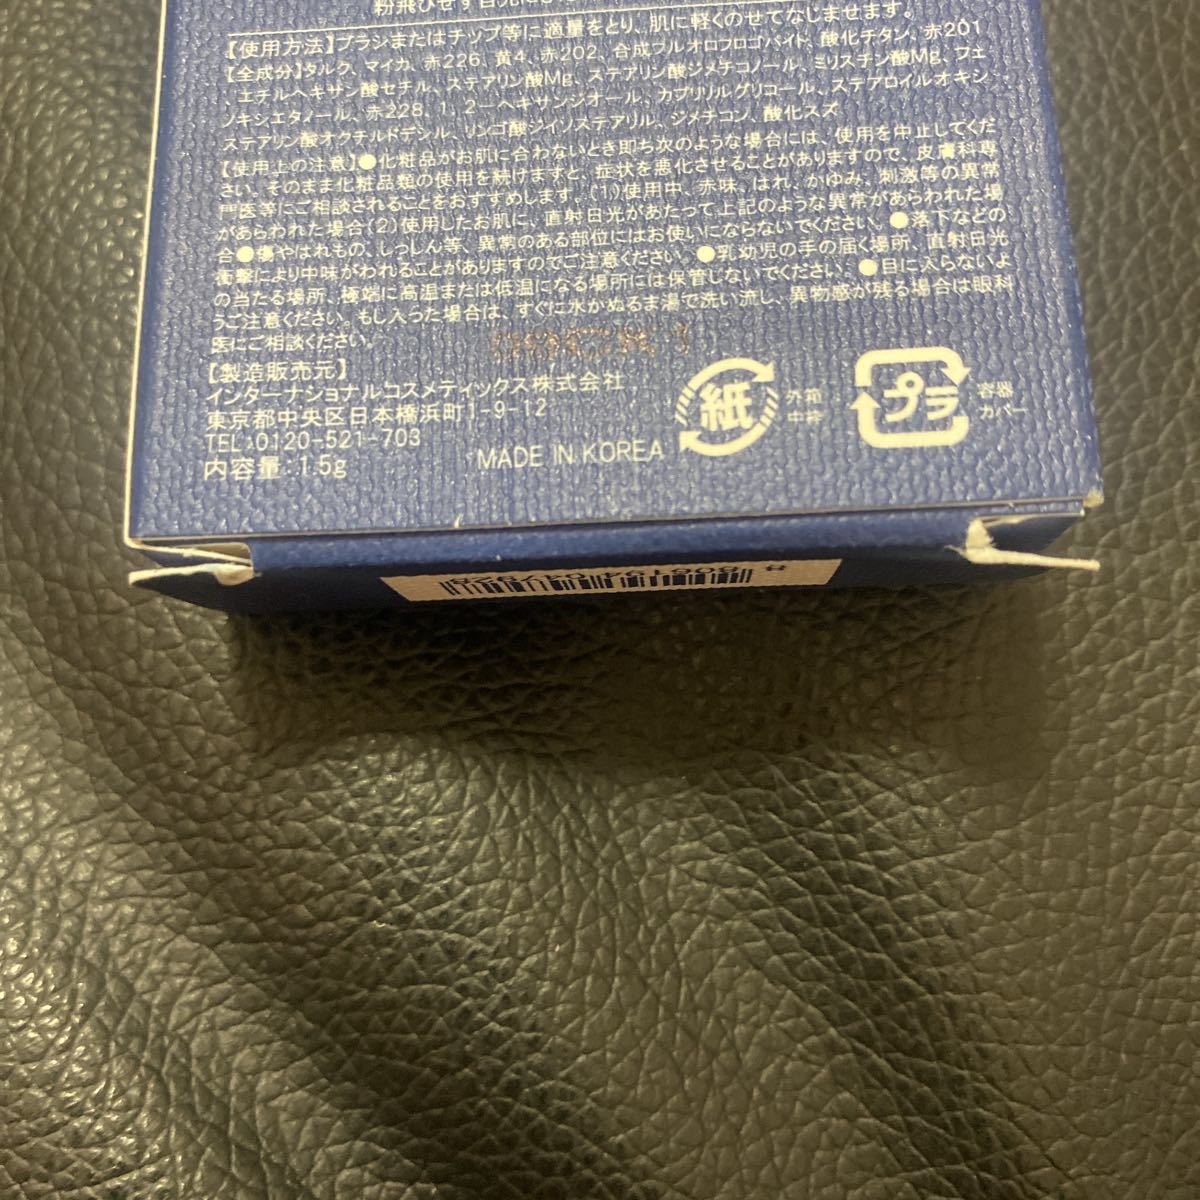 【使用方法】ブラシまたはチップ等に適量をとり、肌に軽くのせてなじませます。
【全成分】タルク、マイカ、赤226、黄4、赤202、合成フルオロフロゴパイト、酸化チタン、赤201
、エチルヘキサン酸セチル、ステアリン酸Mg、ステアリン酸ジメチコノール、ミリスチン酸Mg、フェ
ノキシエタノール、赤228、1、2ーヘキサンジオール、カプリリルグリコール、ステアロイルオキシ
ステアリン酸オクチルドデシル、リンゴ酸ジイソステアリル、ジメチコン、酸化スズ
【使用上の注意】●化粧品がお肌に合わないとき即ち次のような場合には、使用を中止してくだ
さい。そのまま化粧品類の使用を続けますと、症状を悪化させることがありますので、皮膚科専
門医等にご相談されることをおすすめします。(1)使用中、赤味、はれ、かゆみ、刺激等の異常
があらわれた場合(2)使用したお肌に、直射日光があたって上記のような異常があらわれた場
合●傷やはれもの、しっしん等、異常のある部位にはお使いにならないでください。●落下などの
衝撃により中味がわれることがありますのでご注意ください。●乳幼児の手の届く場所、直射日光
の当たる場所、極端に高温または低温になる場所には保管しないでください。●目に入らないよ
うご注意ください。もし入った場合は、すぐに水かぬるま湯で洗い流し、異物感が残る場合は眼科
医にご相談ください。
【製造販売元】
インターナショナルコスメティックス株式会社
東京都中央区日本橋浜町1-9-12
TEL:0120-521-703
内容量:1.5g
MADE IN KOREA
紙
外箱
中枠
プラ
容器
カバー